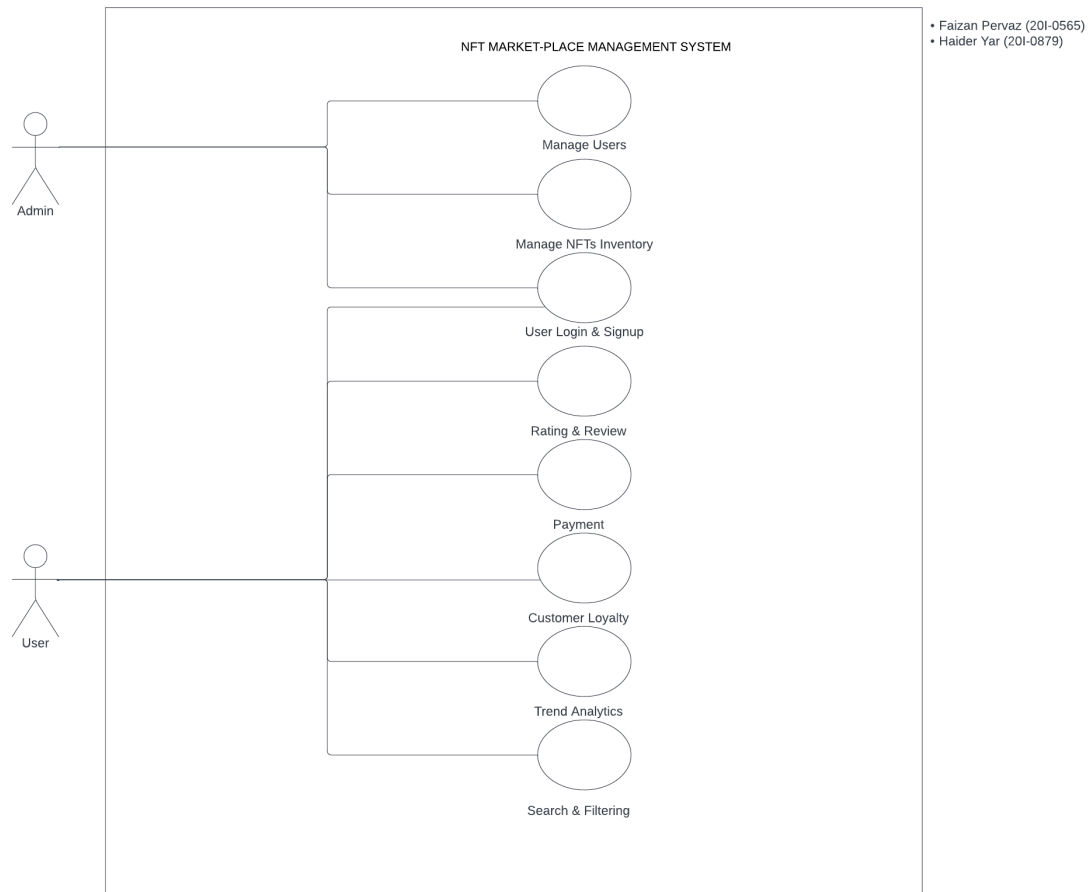 • Faizan Pervaz (20I-0565)
• Haider Yar (20I-0879)
NFT MARKET-PLACE MANAGEMENT SYSTEM
Manage Users
Admin
Manage NFTs Inventory
User Login & Signup
Rating & Review
Payment
Customer Loyalty
User
Trend Analytics
Search & Filtering